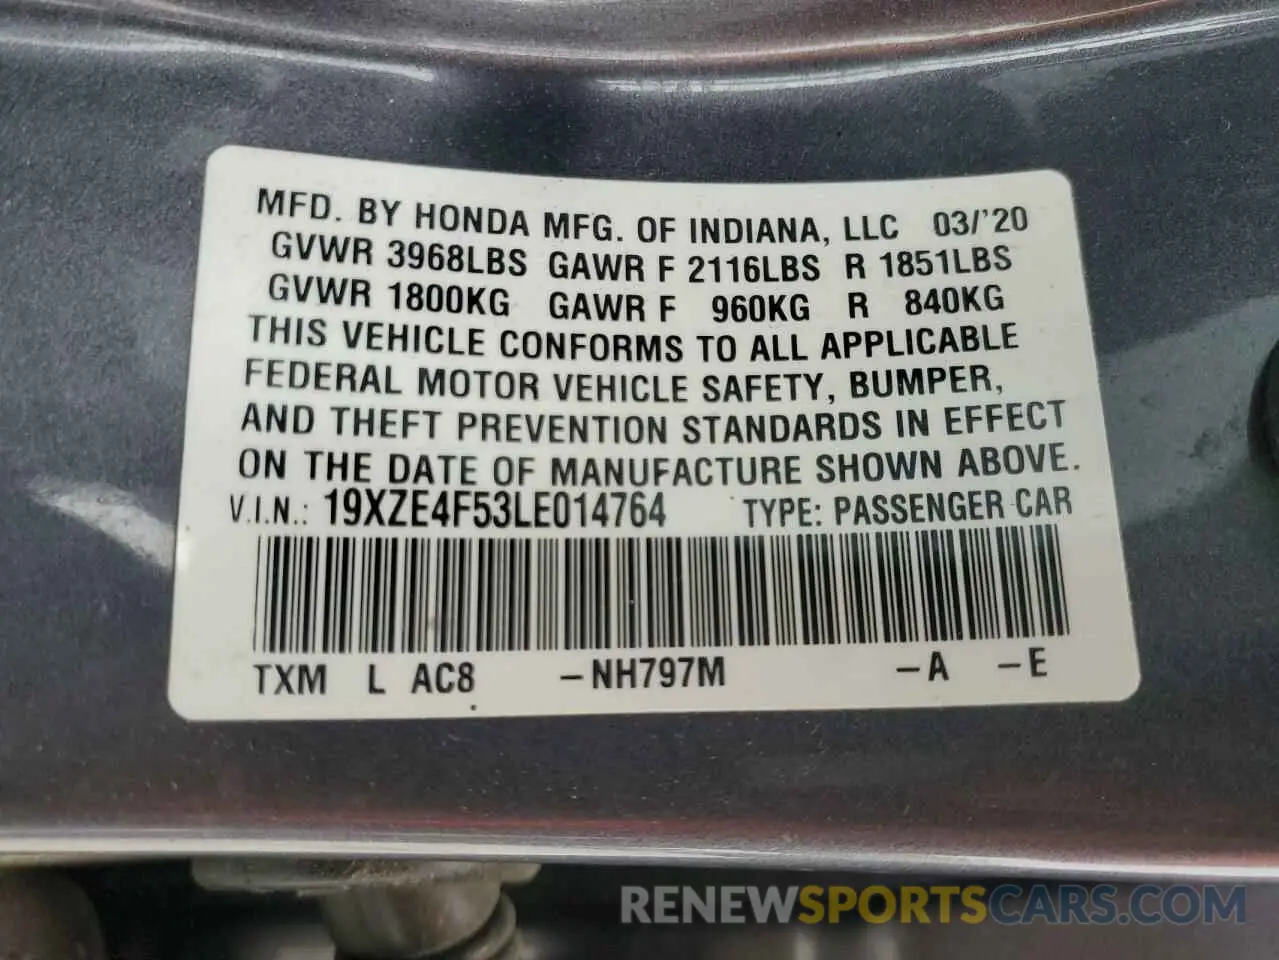 MFD. BY HONDA MFG. OF INDIANA, LLC 03/'20
GVWR 3968LBS GAWR F 2116LBS R 1851LBS
GVWR 1800KG GAWR F 960KG R 840KG
THIS VEHICLE CONFORMS TO ALL APPLICABLE
FEDERAL MOTOR VEHICLE SAFETY, BUMPER,
AND THEFT PREVENTION STANDARDS IN EFFECT
ON THE DATE OF MANUFACTURE SHOWN ABOVE.
V.I.N.: 19XZE4F53LE014764 TYPE: PASSENGER CAR
TXM L AC8 -NH797M -A -E
RENEWSPORTSCARS.COM